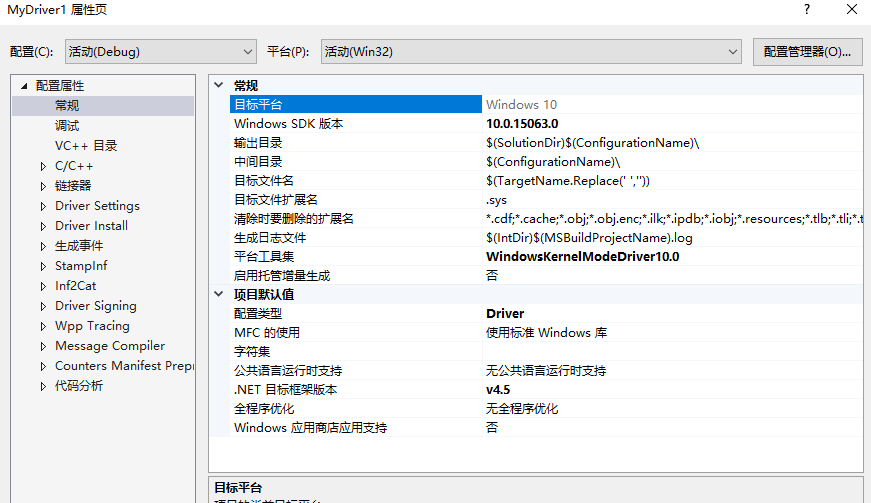 MyDriver1 属性页
配置(C): 活动(Debug) 平台(P): 活动(Win32) 配置管理器(O)...
配置属性
常规
调试
VC++ 目录
C/C++
链接器
Driver Settings
Driver Install
生成事件
StampInf
Inf2Cat
Driver Signing
Wpp Tracing
Message Compiler
Counters Manifest Prepr
代码分析
常规
目标平台 Windows 10
Windows SDK 版本 10.0.15063.0
输出目录 $(SolutionDir)$(ConfigurationName)\
中间目录 $(ConfigurationName)\
目标文件名 $(TargetName.Replace(' ',''))
目标文件扩展名 .sys
清除时要删除的扩展名 *.cdf;*.cache;*.obj;*.obj.enc;*.ilk;*.ipdb;*.iobj;*.resources;*.tlb;*.tli;*.t
生成日志文件 $(IntDir)$(MSBuildProjectName).log
平台工具集 WindowsKernelModeDriver10.0
启用托管增量生成 否
项目默认值
配置类型 Driver
MFC 的使用 使用标准 Windows 库
字符集
公共语言运行时支持 无公共语言运行时支持
.NET 目标框架版本 v4.5
全程序优化 无全程序优化
Windows 应用商店应用支持 否
目标平台